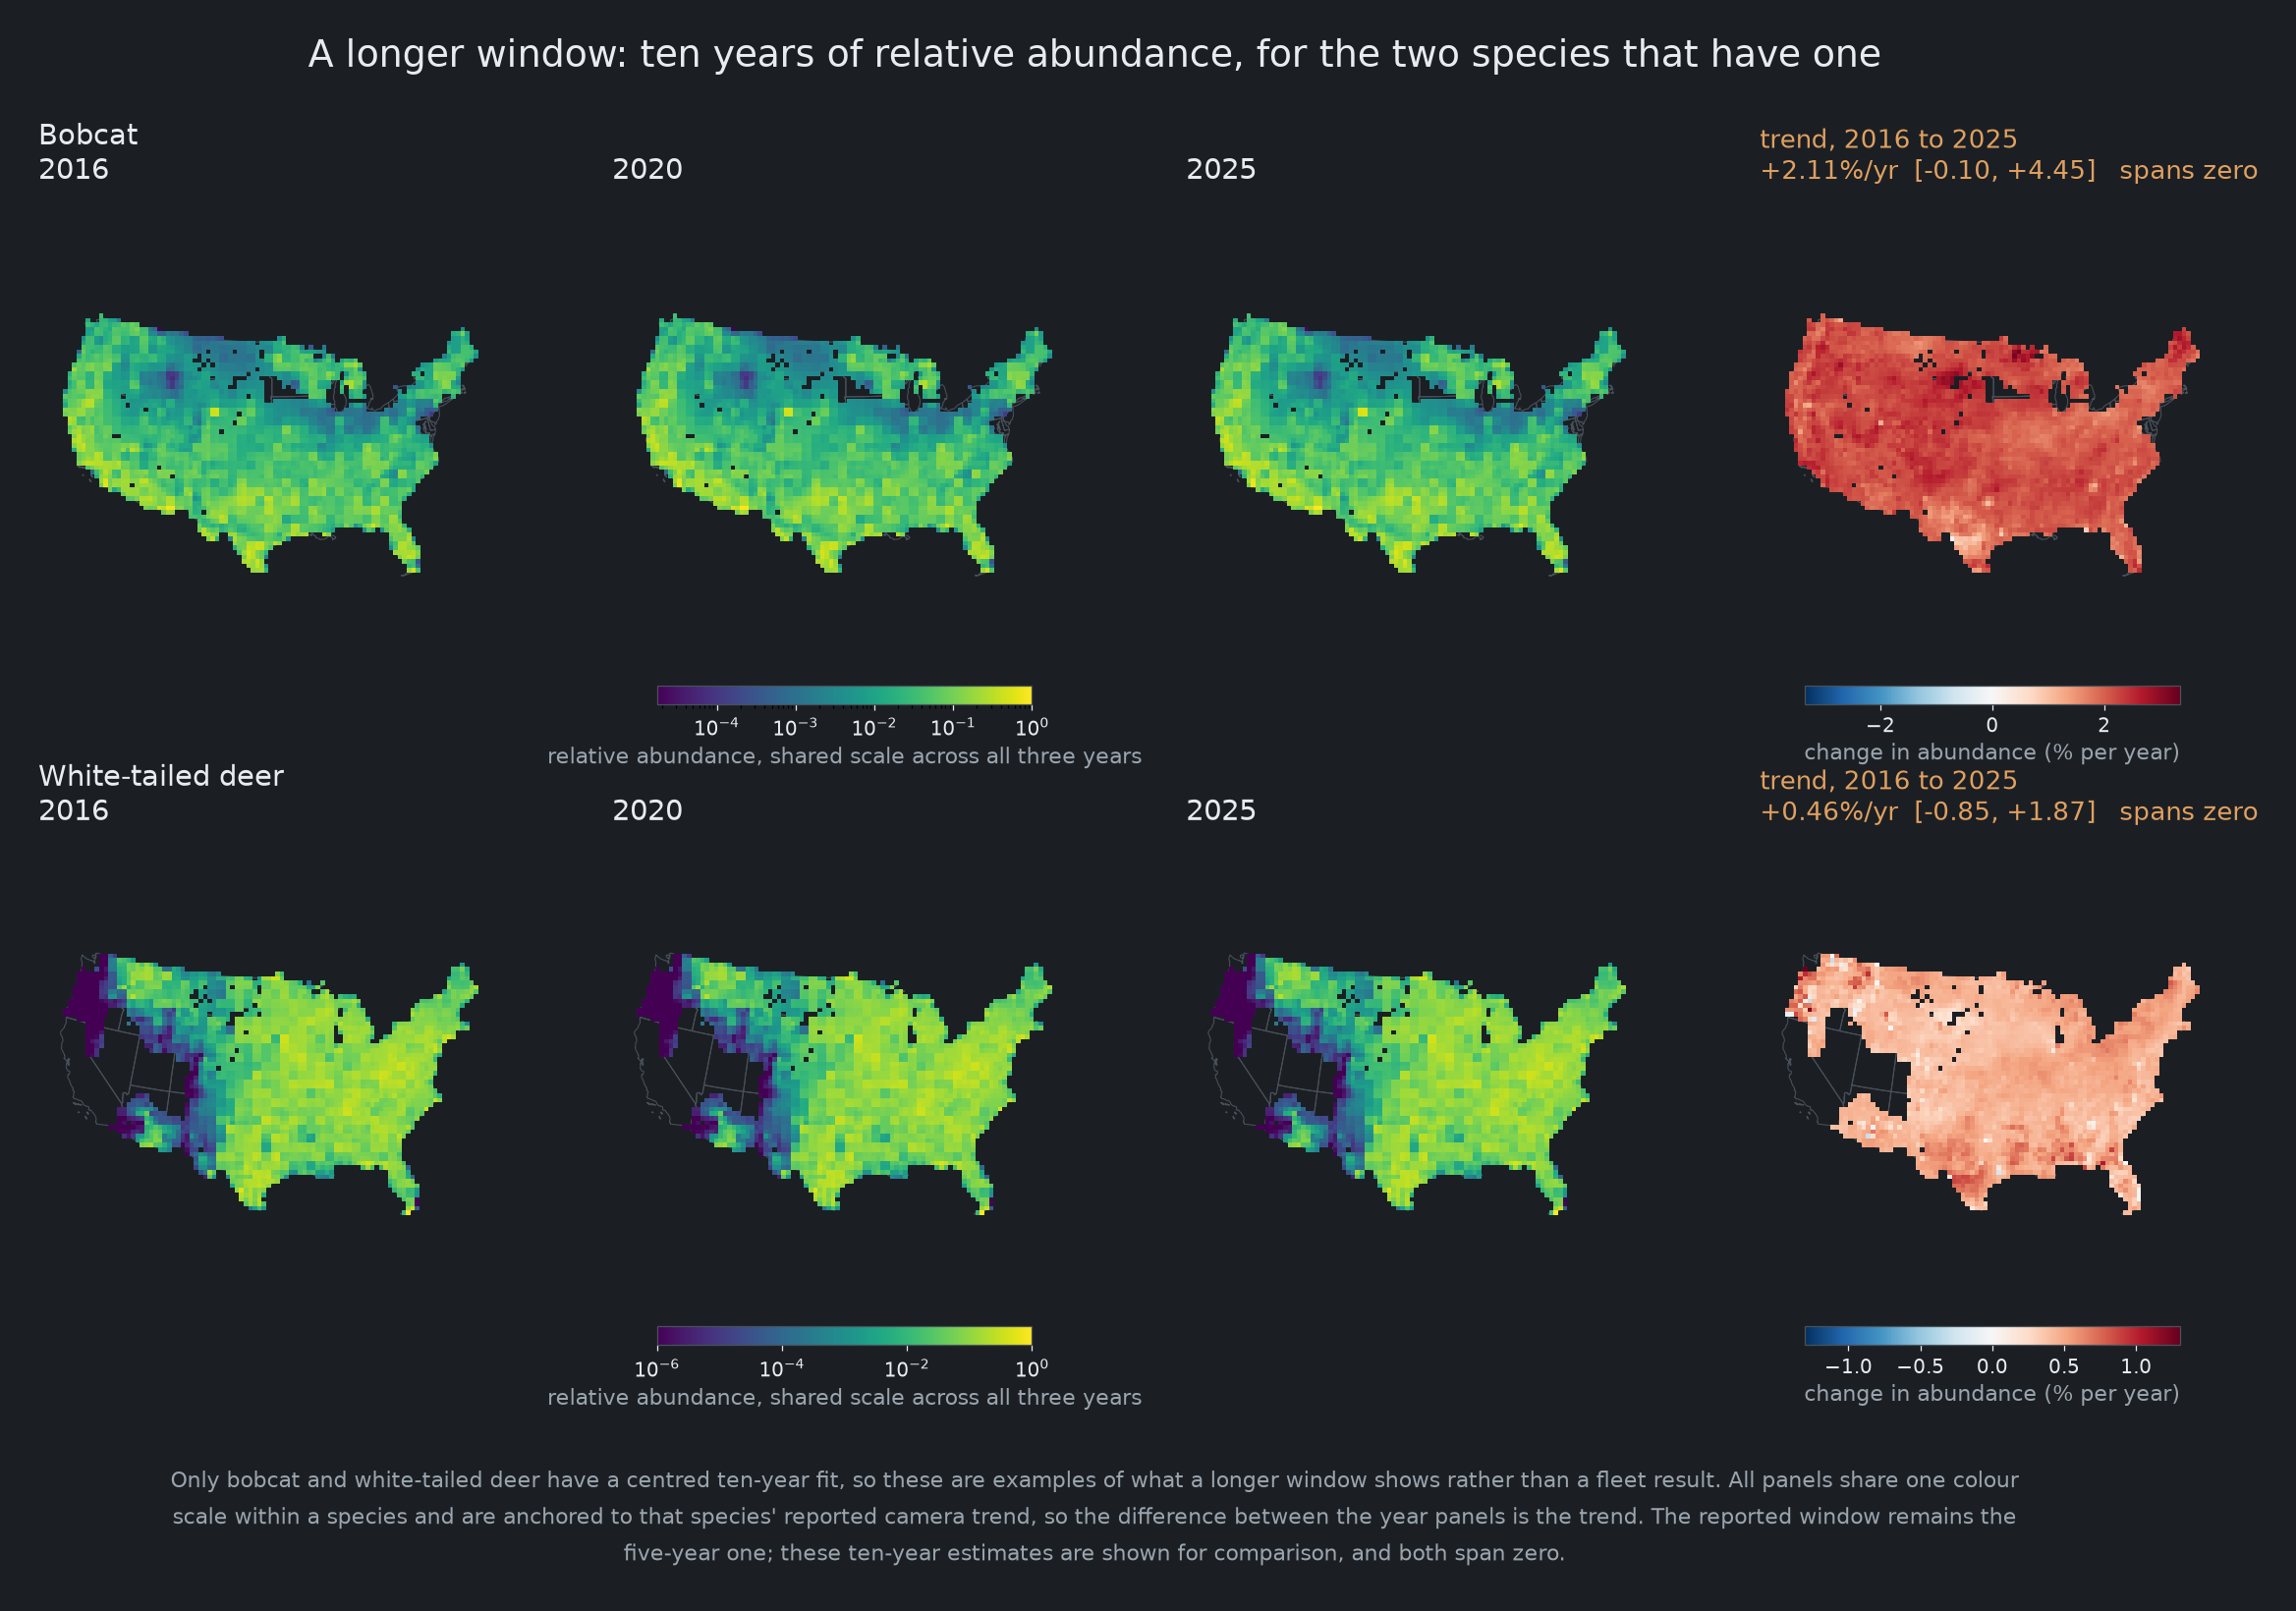 A longer window: ten years of relative abundance, for the two species that have one
Bobcat
2016
2020
2025
trend, 2016 to 2025
+2.11%/yr [-0.10, +4.45] spans zero
10⁻⁴ 10⁻³ 10⁻² 10⁻¹ 10⁰
relative abundance, shared scale across all three years
−2 0 2
change in abundance (% per year)
White-tailed deer
2016
2020
2025
trend, 2016 to 2025
+0.46%/yr [-0.85, +1.87] spans zero
10⁻⁶ 10⁻⁴ 10⁻² 10⁰
relative abundance, shared scale across all three years
−1.0 −0.5 0.0 0.5 1.0
change in abundance (% per year)
Only bobcat and white-tailed deer have a centred ten-year fit, so these are examples of what a longer window shows rather than a fleet result. All panels share one colour
scale within a species and are anchored to that species' reported camera trend, so the difference between the year panels is the trend. The reported window remains the
five-year one; these ten-year estimates are shown for comparison, and both span zero.